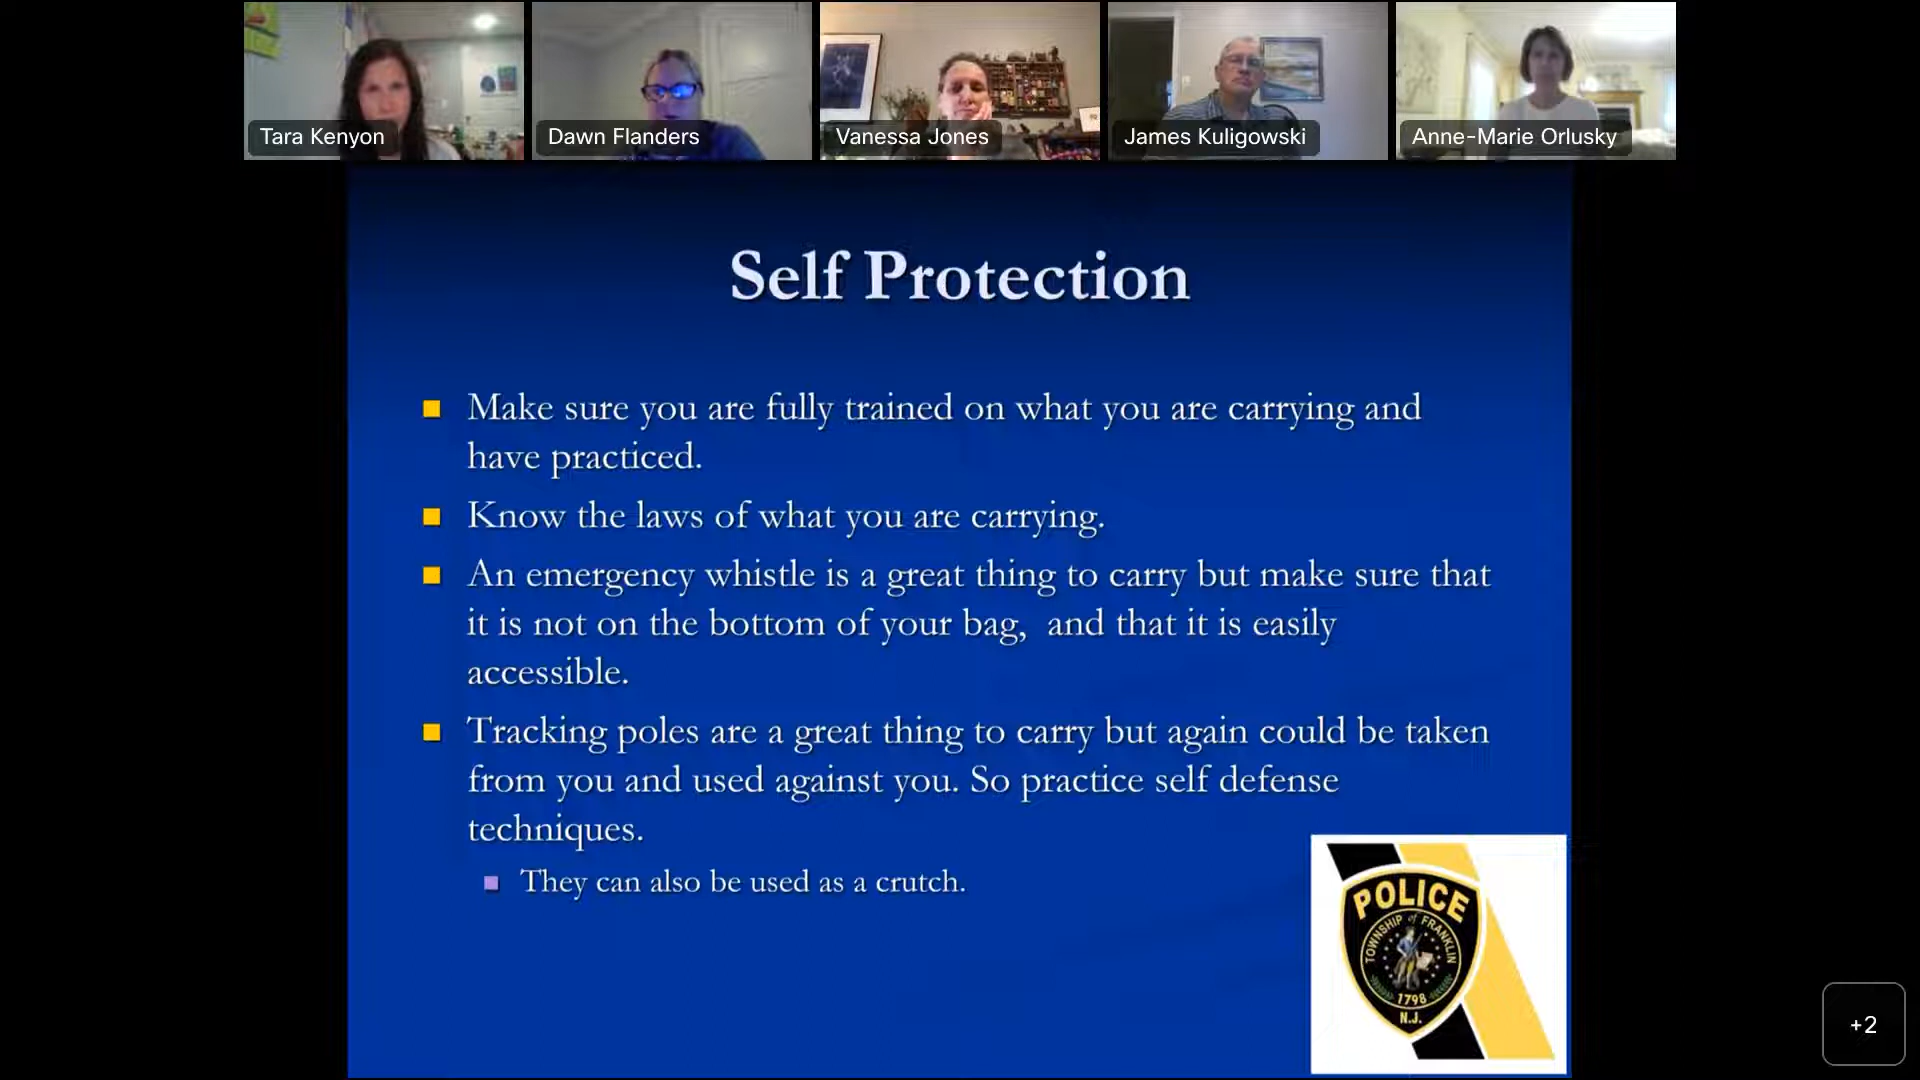 Tara Kenyon
Dawn Flanders
Vanessa Jones
James Kuligowski
Anne-Marie Orlusky
Self Protection
Make sure you are fully trained on what you are carrying and
have practiced.
Know the laws of what you are carrying.
An emergency whistle is a great thing to carry but make sure that
it is not on the bottom of your bag,  and that it is easily
accessible.
Tracking poles are a great thing to carry but again could be taken
from you and used against you. So practice self defense
techniques.
They can also be used as a crutch.
POLICE
TOWNSHIP of FRANKLIN
1798
N.J.
+2